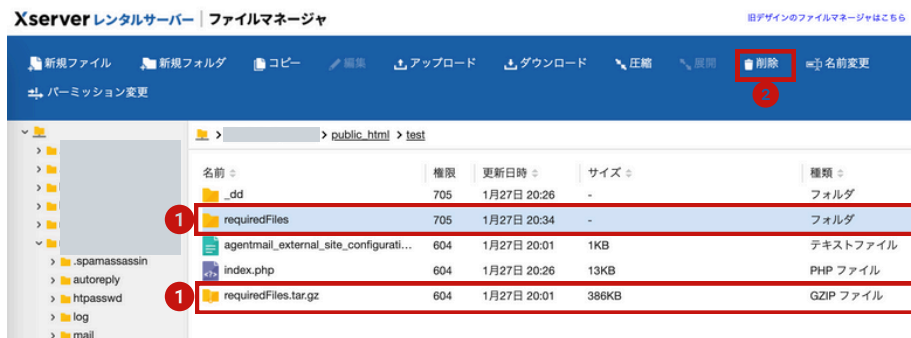 Xserver レンタルサーバー | ファイルマネージャ
旧デザインのファイルマネージャはこちら
新規ファイル 新規フォルダ コピー 編集 アップロード ダウンロード 圧縮 展開 削除 名前変更
2
パーミッション変更
> public_html > test
名前 権限 更新日時 サイズ 種類
_dd 705 1月27日 20:26 - フォルダ
1 requiredFiles 705 1月27日 20:34 - フォルダ
agentmail_external_site_configurati... 604 1月27日 20:01 1KB テキストファイル
.spamassassin
index.php 604 1月27日 20:26 13KB PHP ファイル
autoreply
1 requiredFiles.tar.gz 604 1月27日 20:01 386KB GZIP ファイル
htpasswd
log
mail